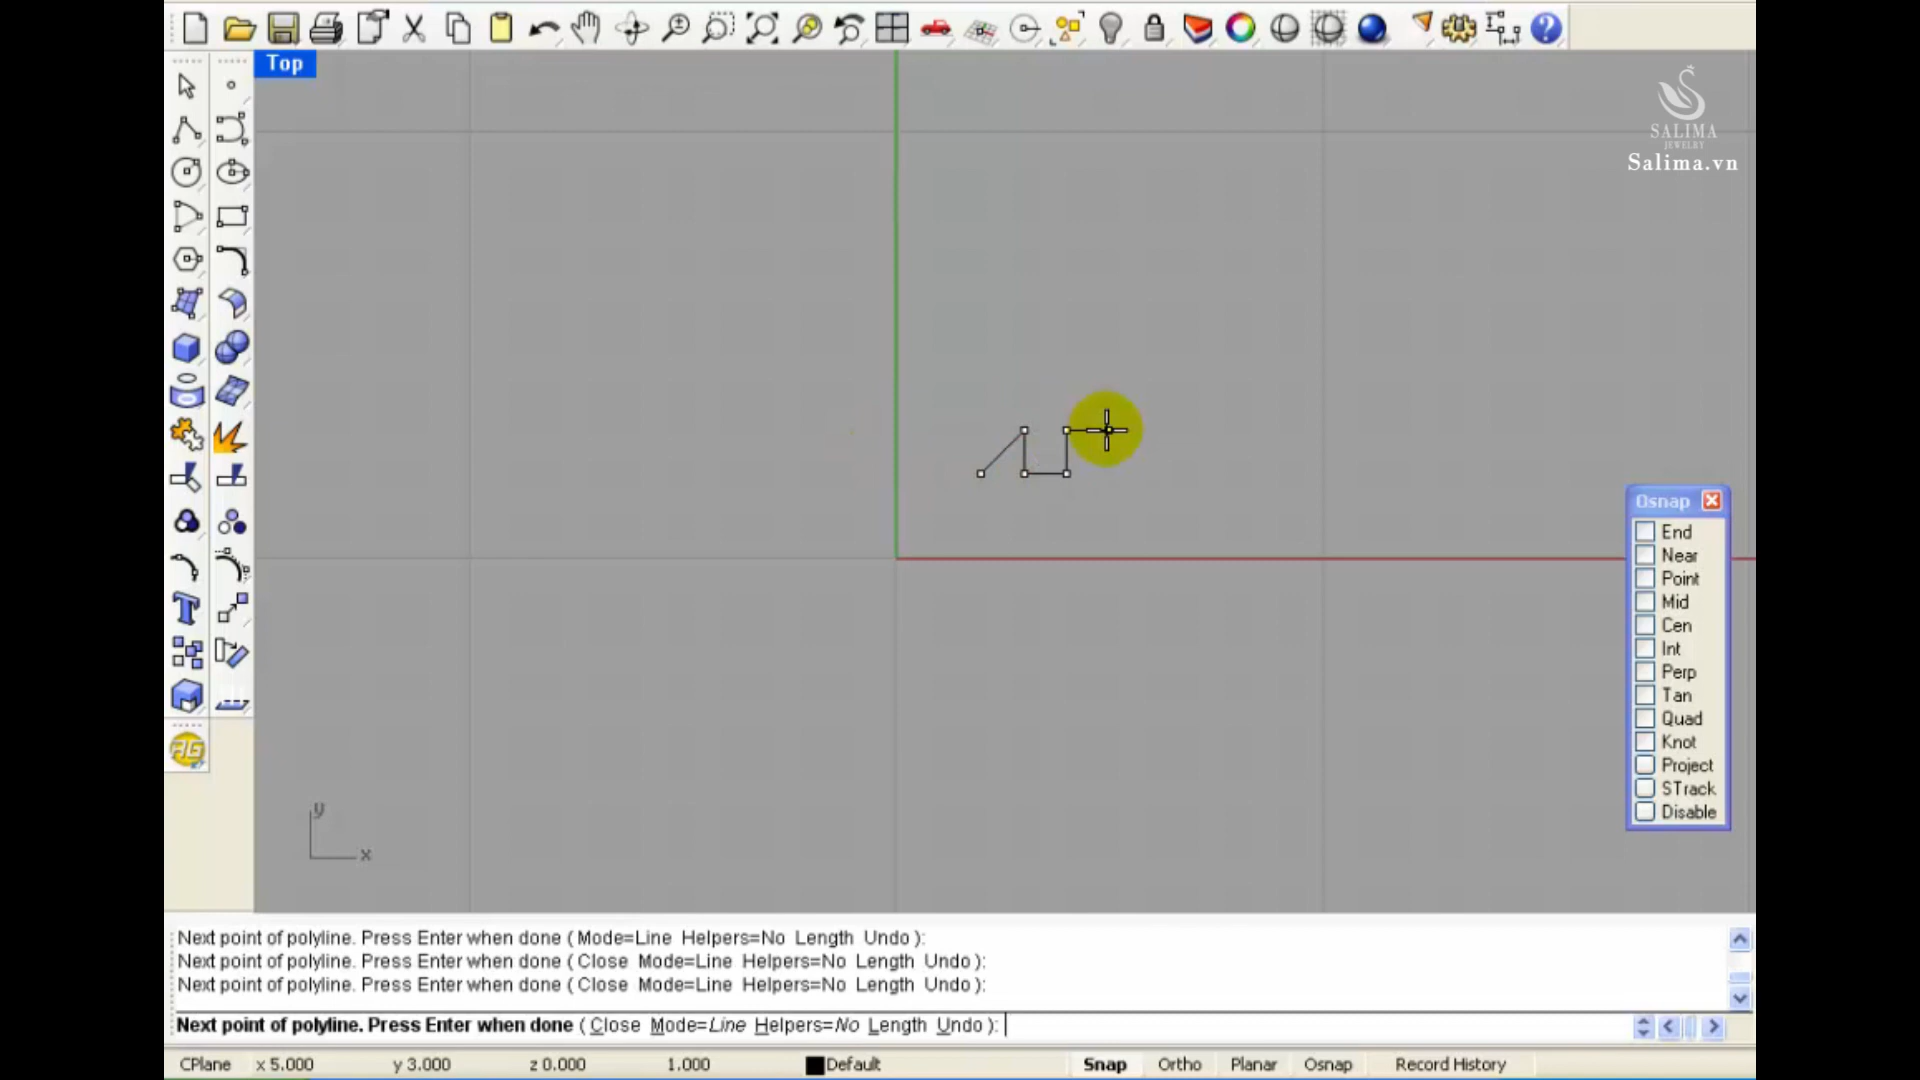 Top
SALIMA
JEWELRY
Salima.vn
Osnap
End
Near
Point
Mid
Cen
Int
Perp
Tan
Quad
Knot
Project
STrack
Disable
y
x
Next point of polyline. Press Enter when done ( Mode=Line Helpers=No Length Undo ):
Next point of polyline. Press Enter when done ( Close Mode=Line Helpers=No Length Undo ):
Next point of polyline. Press Enter when done ( Close Mode=Line Helpers=No Length Undo ):
Next point of polyline. Press Enter when done ( Close Mode=Line Helpers=No Length Undo ):
CPlane x 5.000 y 3.000 z 0.000 1.000 Default Snap Ortho Planar Osnap Record History